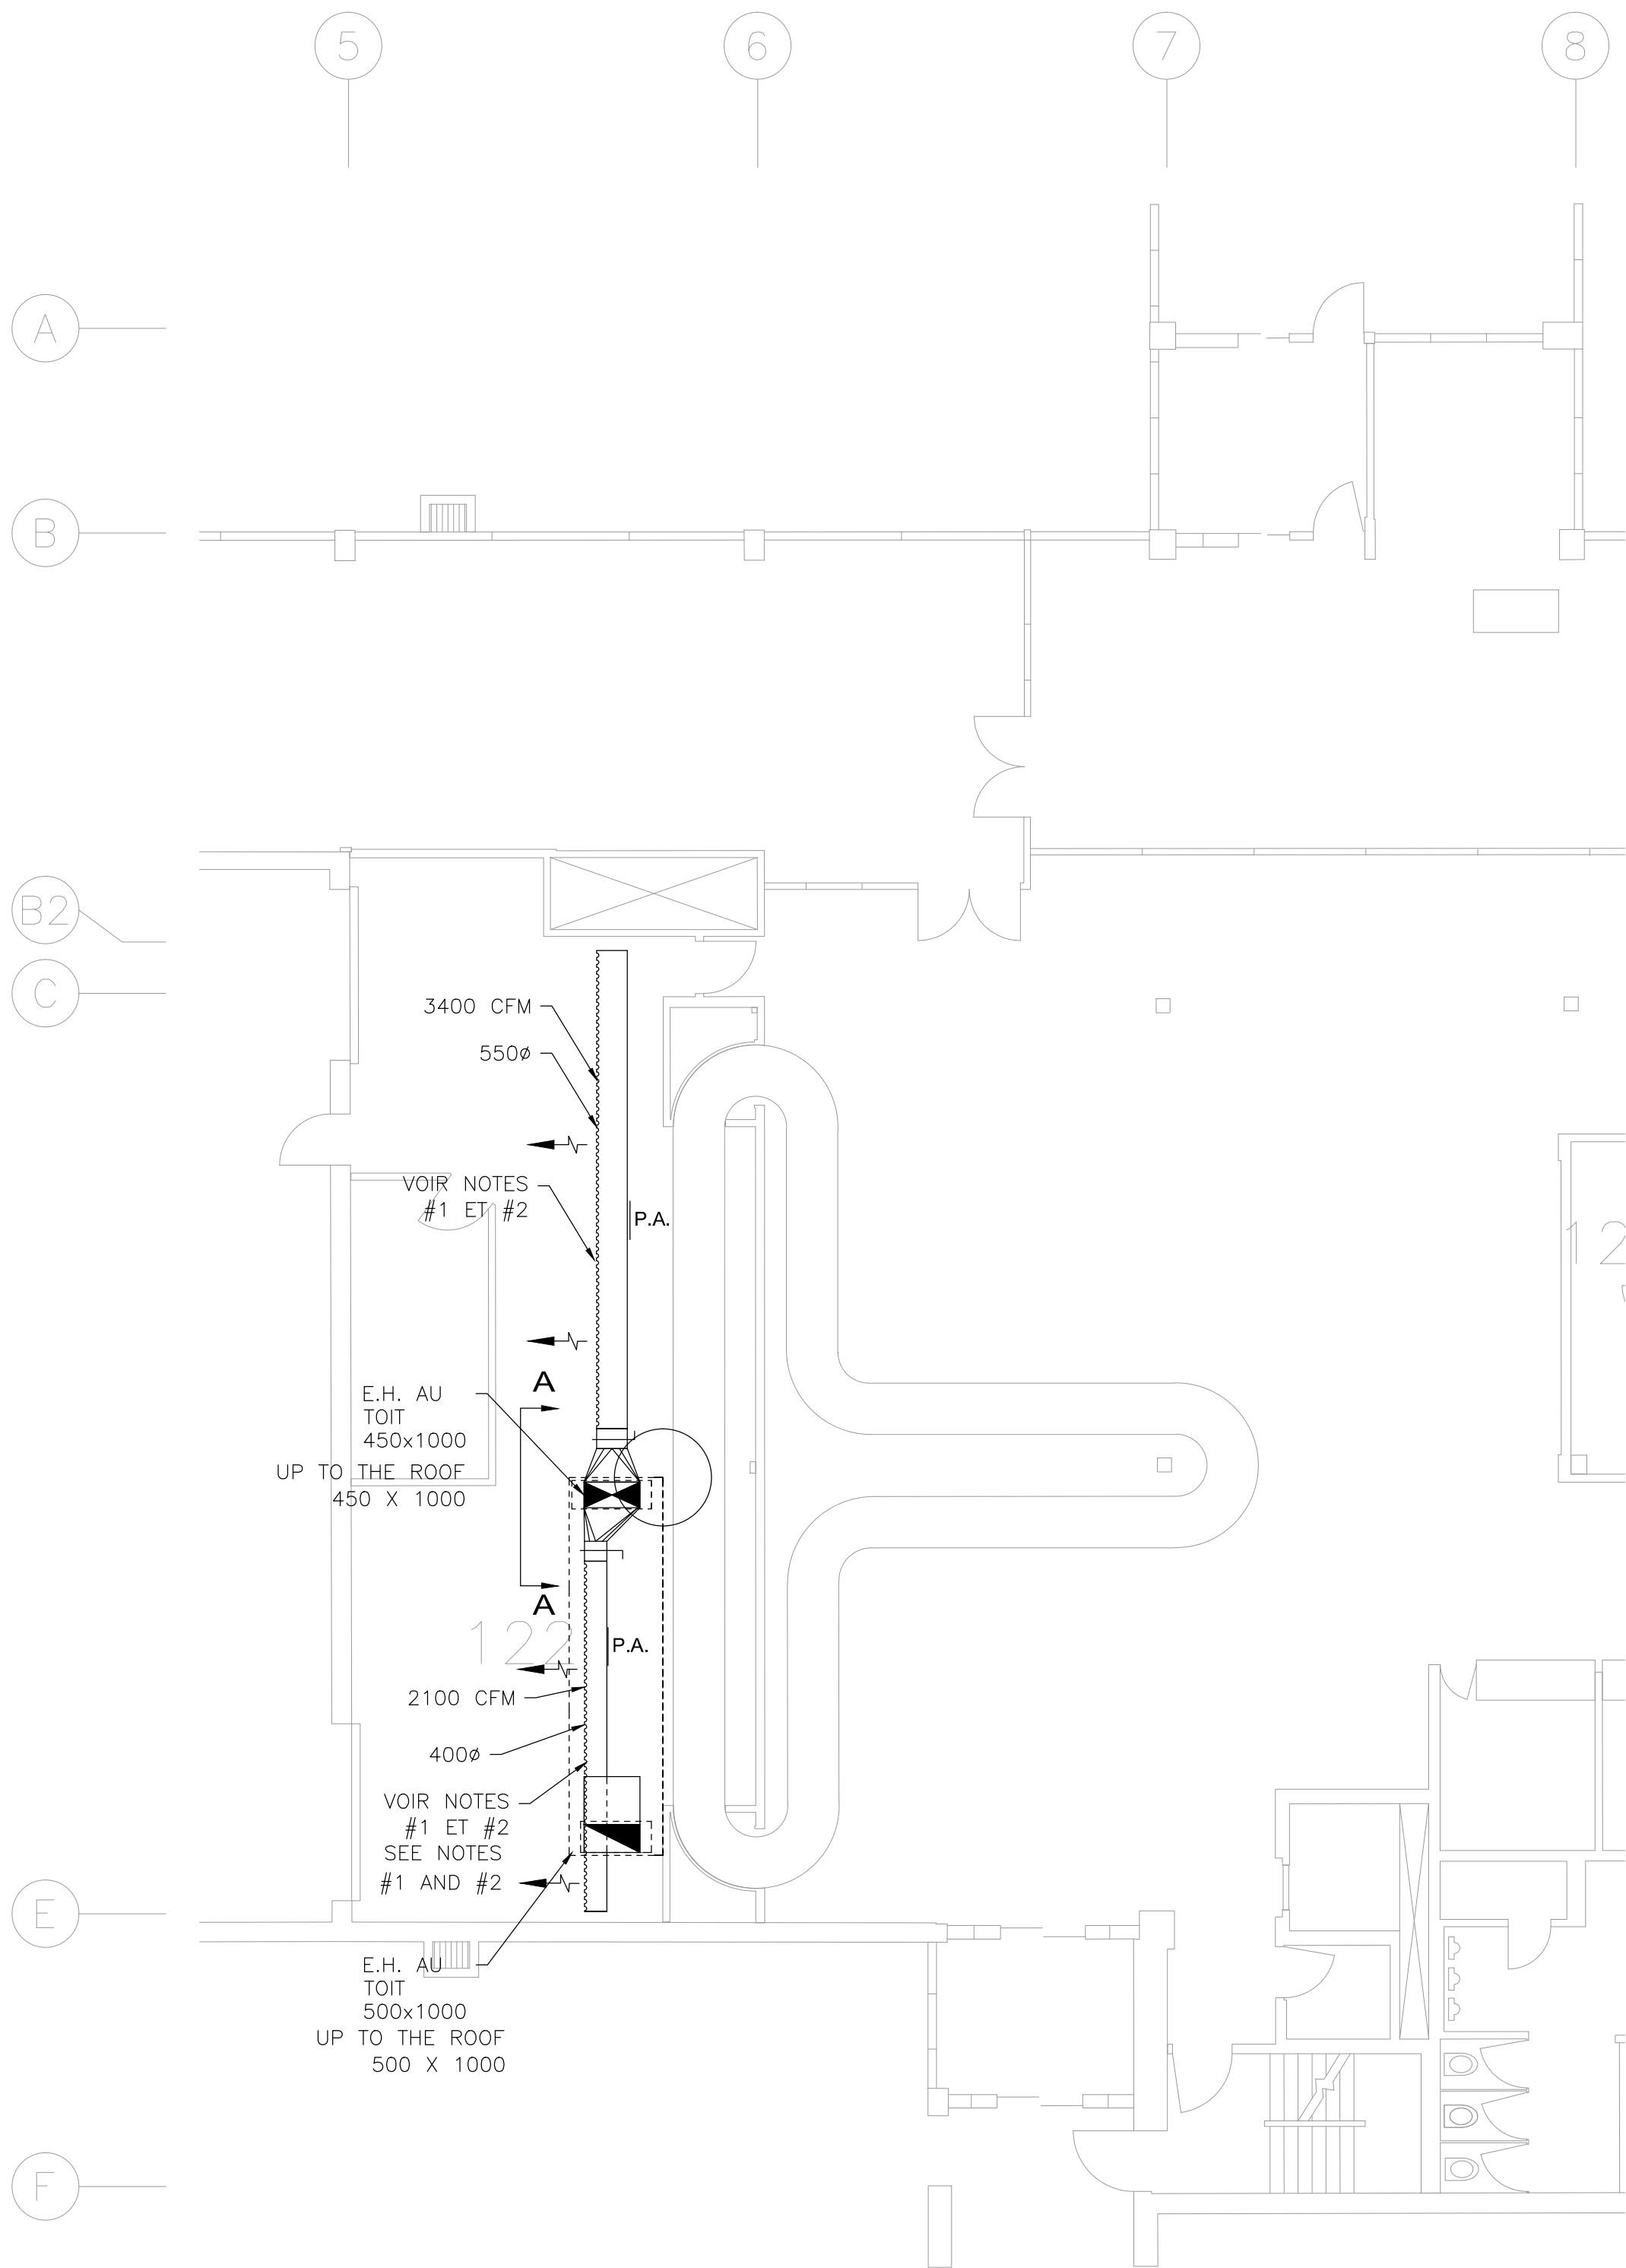 5
6
7
8
A
B
B2
C
3400 CFM
550ø
VOIR NOTES
#1 ET #2
P.A.
A
E.H. AU
TOIT
450x1000
UP TO THE ROOF
450 X 1000
A
122
P.A.
2100 CFM
400ø
VOIR NOTES
#1 ET #2
SEE NOTES
#1 AND #2
E
E.H. AU
TOIT
500x1000
UP TO THE ROOF
500 X 1000
F